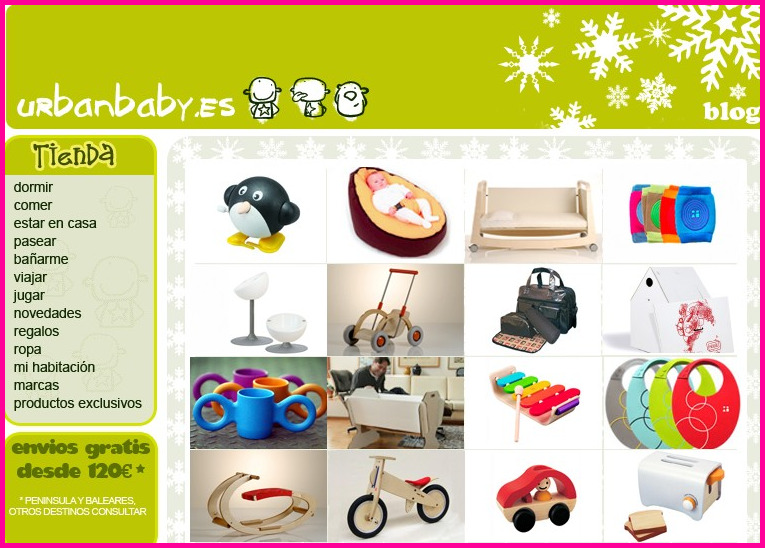 urbanbaby.es
blog
Tienda
dormir
comer
estar en casa
pasear
bañarme
viajar
jugar
novedades
regalos
ropa
mi habitación
marcas
productos exclusivos
envios gratis
desde 120€*
* PENINSULA Y BALEARES,
OTROS DESTINOS CONSULTAR